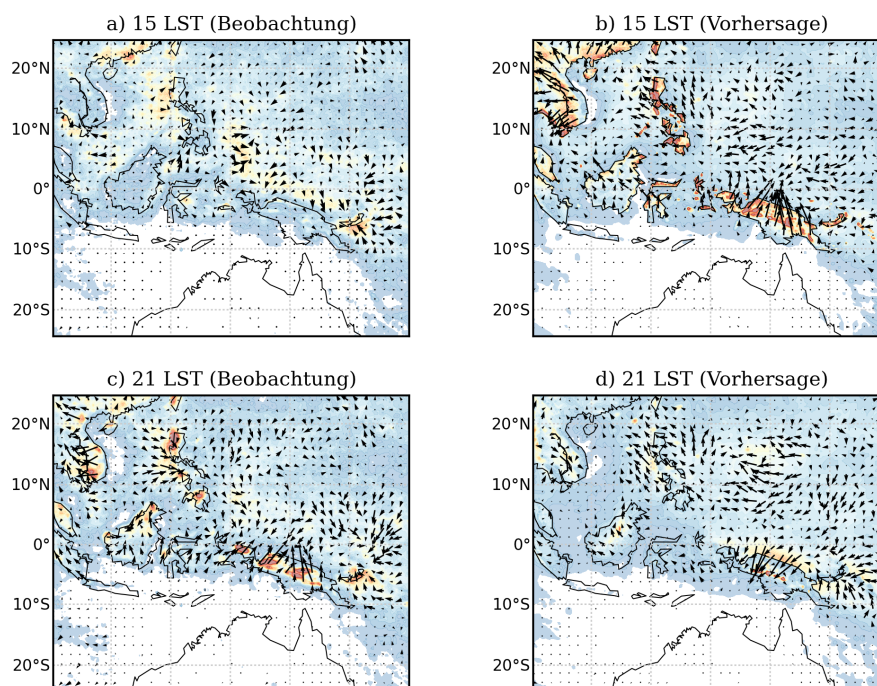 a) 15 LST (Beobachtung)
b) 15 LST (Vorhersage)
20°N
10°N
0°
10°S
20°S
20°N
10°N
0°
10°S
20°S
c) 21 LST (Beobachtung)
d) 21 LST (Vorhersage)
20°N
10°N
0°
10°S
20°S
20°N
10°N
0°
10°S
20°S